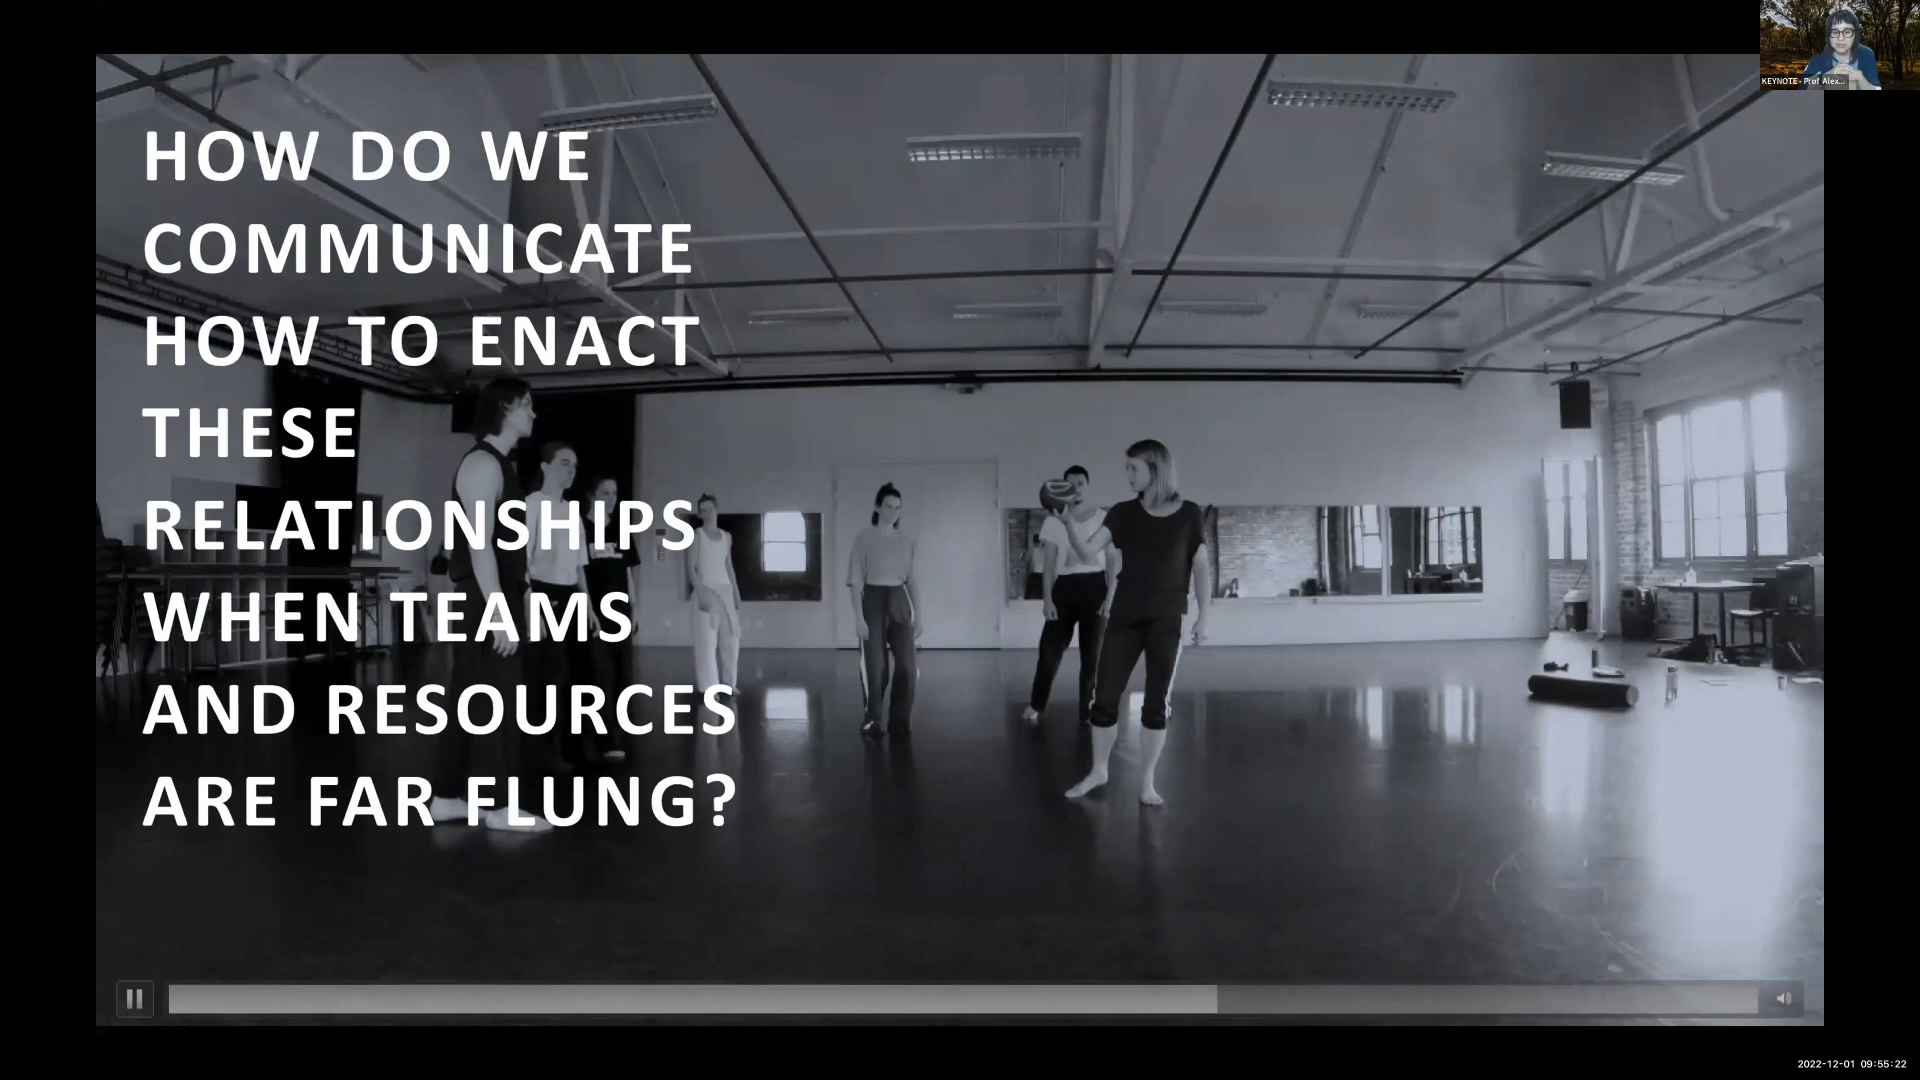 KEYNOTE - Prof Alex...
HOW DO WE
COMMUNICATE
HOW TO ENACT
THESE
RELATIONSHIPS
WHEN TEAMS
AND RESOURCES
ARE FAR FLUNG?
2022-12-01 09:55:22